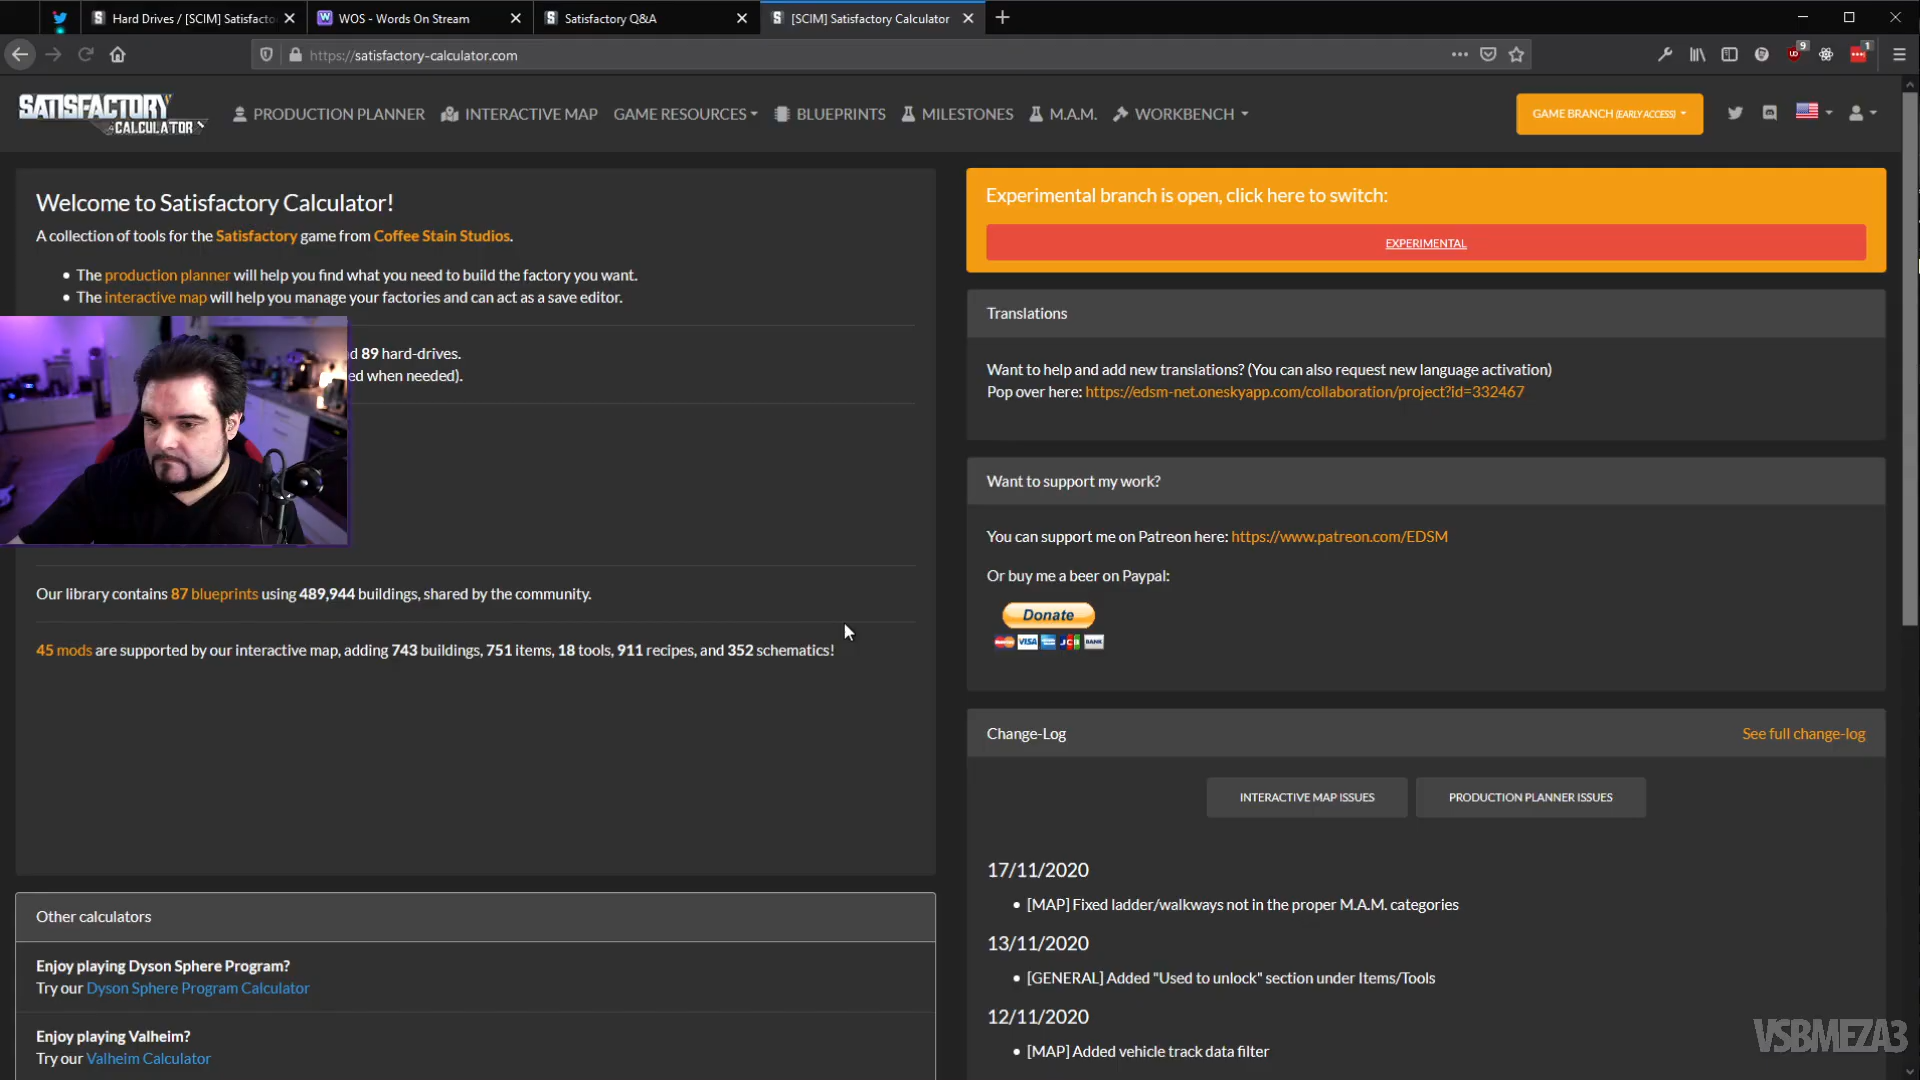 Hard Drives / [SCIM] Satisfacto
WOS - Words On Stream
Satisfactory Q&A
[SCIM] Satisfactory Calculator
https://satisfactory-calculator.com
9
1
SATISFACTORY
CALCULATOR
PRODUCTION PLANNER
INTERACTIVE MAP
GAME RESOURCES
BLUEPRINTS
MILESTONES
M.A.M.
WORKBENCH
GAME BRANCH (EARLY ACCESS)
Welcome to Satisfactory Calculator!
A collection of tools for the Satisfactory game from Coffee Stain Studios.
• The production planner will help you find what you need to build the factory you want.
• The interactive map will help you manage your factories and can act as a save editor.
d 89 hard-drives.
ed when needed).
Our library contains 87 blueprints using 489,944 buildings, shared by the community.
45 mods are supported by our interactive map, adding 743 buildings, 751 items, 18 tools, 911 recipes, and 352 schematics!
Other calculators
Enjoy playing Dyson Sphere Program?
Try our Dyson Sphere Program Calculator
Enjoy playing Valheim?
Try our Valheim Calculator
Experimental branch is open, click here to switch:
EXPERIMENTAL
Translations
Want to help and add new translations? (You can also request new language activation)
Pop over here: https://edsm-net.oneskyapp.com/collaboration/project?id=332467
Want to support my work?
You can support me on Patreon here: https://www.patreon.com/EDSM
Or buy me a beer on Paypal:
Donate
VISA
BANK
Change-Log
See full change-log
INTERACTIVE MAP ISSUES
PRODUCTION PLANNER ISSUES
17/11/2020
• [MAP] Fixed ladder/walkways not in the proper M.A.M. categories
13/11/2020
• [GENERAL] Added "Used to unlock" section under Items/Tools
12/11/2020
• [MAP] Added vehicle track data filter
VSBMEZA3